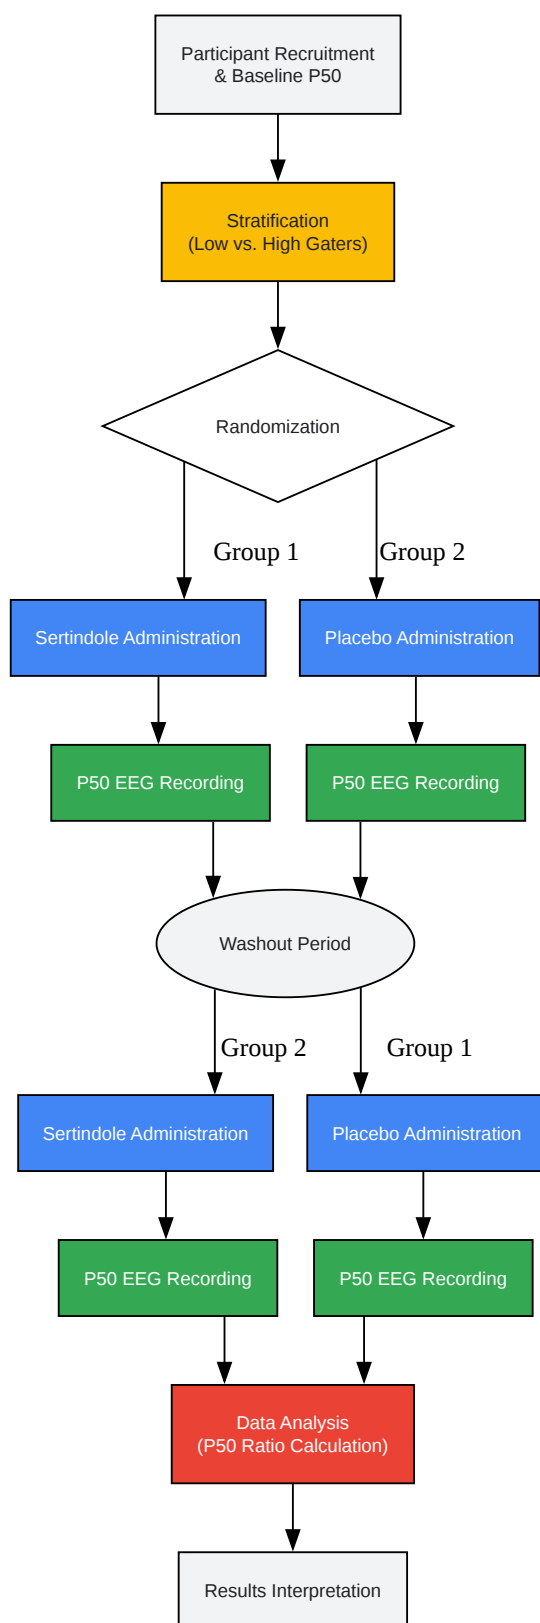 Participant Recruitment
& Baseline P50
Stratification
(Low vs. High Gaters)
Randomization
Group 1
Group 2
Sertindole Administration
Placebo Administration
P50 EEG Recording
P50 EEG Recording
Washout Period
Group 2
Group 1
Sertindole Administration
Placebo Administration
P50 EEG Recording
P50 EEG Recording
Data Analysis
(P50 Ratio Calculation)
Results Interpretation